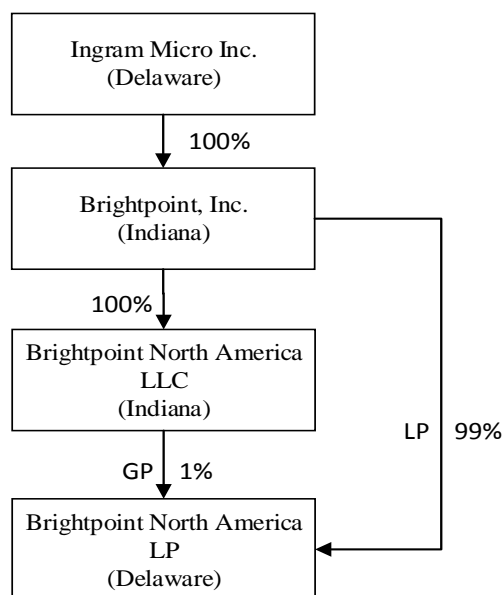 Ingram Micro Inc.
(Delaware)
100%
Brightpoint, Inc.
(Indiana)
100%
Brightpoint North America
LLC
(Indiana)
LP 99%
GP 1%
Brightpoint North America
LP
(Delaware)